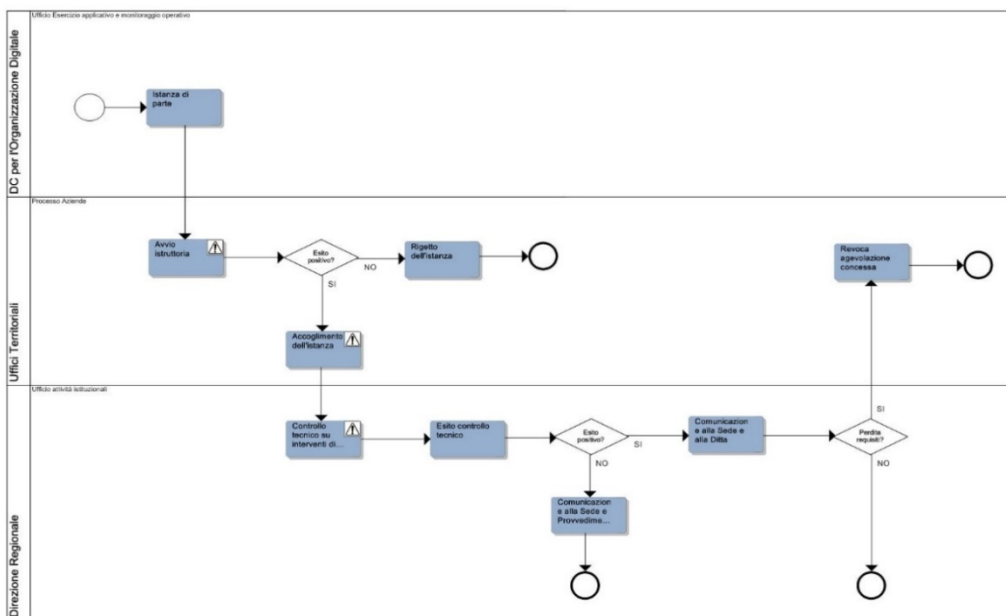 DC per l'Organizzazione Digitale
Ufficio Esercizio applicativo e monitoraggio operativo
Istanza di
parte
Uffici Territoriali
Processo Aziende
Avvio
istruttoria
Esito
positivo?
NO
SI
Rigetto
dell'istanza
Revoca
agevolazione
concessa
Accoglimento
dell'istanza
Direzione Regionale
Ufficio attività istituzionali
Controllo
tecnico su
interventi di...
Esito controllo
tecnico
Esito
positivo?
SI
NO
Comunicazion
e alla Sede e
alla Ditta
Perdita
requisiti?
SI
NO
Comunicazion
e alla Sede e
Provvedime...